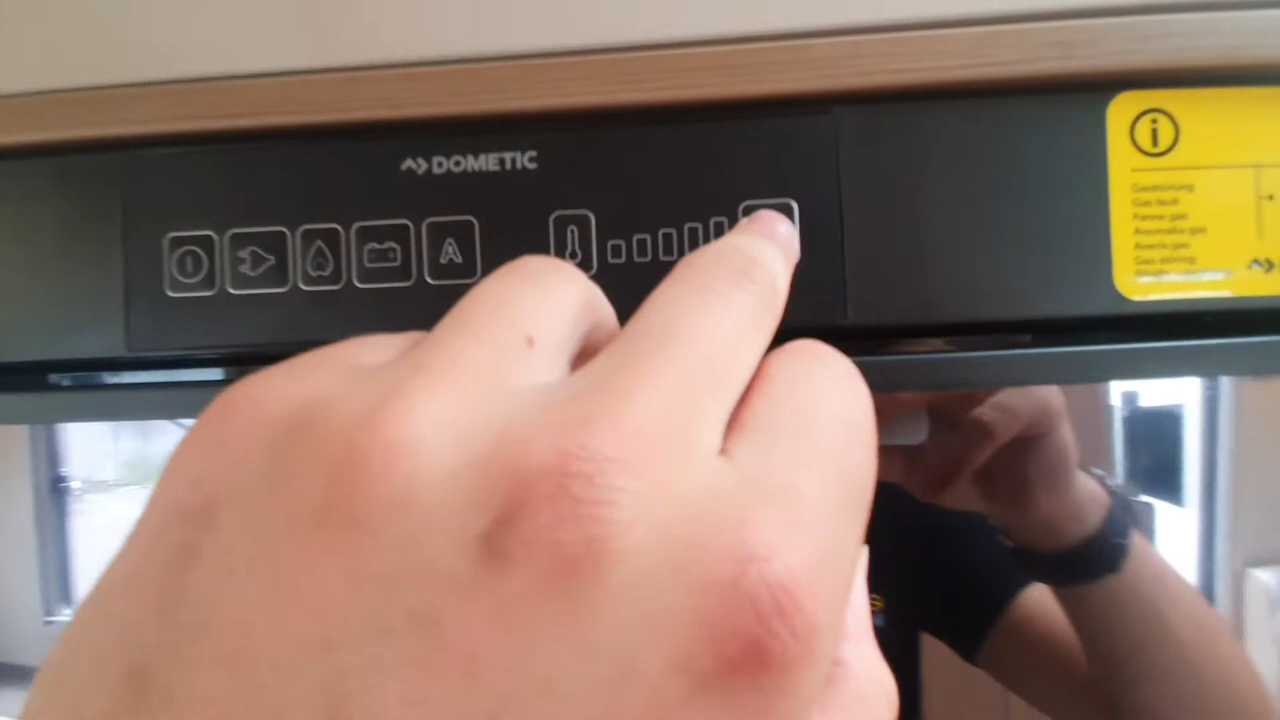 DOMETIC
A
i
Gasstörung
Gas fault
Panne gaz
Anomalia gas
Avería gas
Gas storing